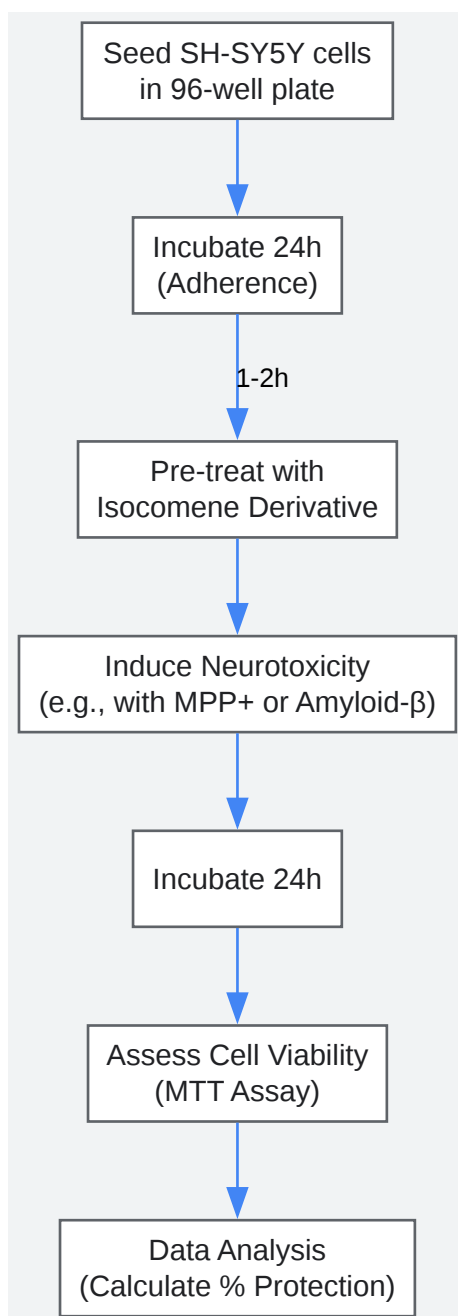 Seed SH-SY5Y cells
in 96-well plate
Incubate 24h
(Adherence)
1-2h
Pre-treat with
Isocomene Derivative
Induce Neurotoxicity
(e.g., with MPP+ or Amyloid-β)
Incubate 24h
Assess Cell Viability
(MTT Assay)
Data Analysis
(Calculate % Protection)